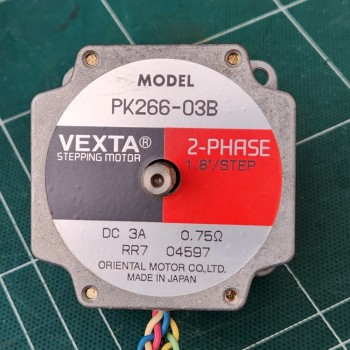 MODEL
PK266-03B
VEXTA® 2-PHASE
STEPPING MOTOR 1.8°/STEP
DC 3A 0.75Ω
RR7 04597
ORIENTAL MOTOR CO.,LTD.
MADE IN JAPAN